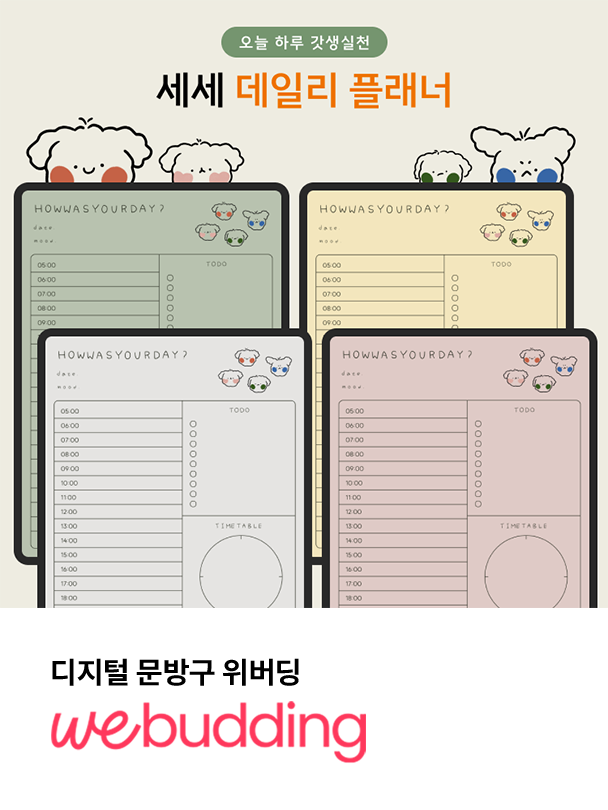 오늘 하루 갓생실천
세세 데일리 플래너
HOWWASYOURDAY?
date
mood
05:00
06:00
07:00
08:00
09:00
TODO
HOWWASYOURDAY?
date
mood
05:00
06:00
07:00
08:00
09:00
TODO
HOWWASYOURDAY?
date
mood
05:00
06:00
07:00
08:00
09:00
10:00
11:00
12:00
13:00
14:00
15:00
16:00
17:00
18:00
TODO
TIMETABLE
HOWWASYOURDAY?
date
mood
05:00
06:00
07:00
08:00
09:00
10:00
11:00
12:00
13:00
14:00
15:00
16:00
17:00
18:00
TODO
TIMETABLE
디지털 문방구 위버딩
webudding